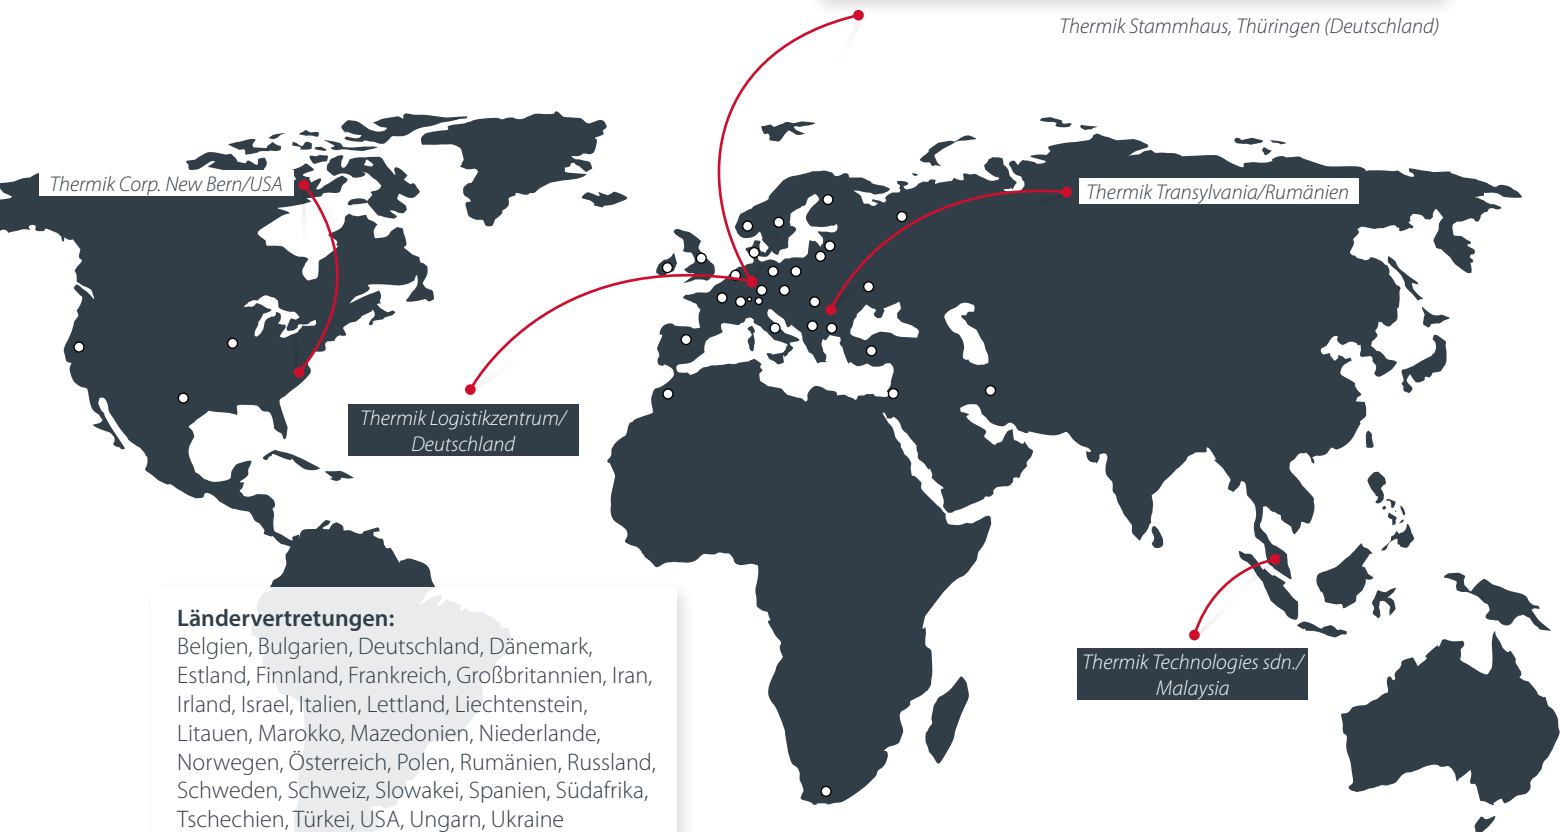 Thermik Stammhaus, Thüringen (Deutschland)
Thermik Corp. New Bern/USA
Thermik Transylvania/Rumänien
Thermik Logistikzentrum/
Deutschland
Ländervertretungen:
Belgien, Bulgarien, Deutschland, Dänemark,
Estland, Finnland, Frankreich, Großbritannien, Iran,
Irland, Israel, Italien, Lettland, Liechtenstein,
Litauen, Marokko, Mazedonien, Niederlande,
Norwegen, Österreich, Polen, Rumänien, Russland,
Schweden, Schweiz, Slowakei, Spanien, Südafrika,
Tschechien, Türkei, USA, Ungarn, Ukraine
Thermik Technologies sdn./
Malaysia